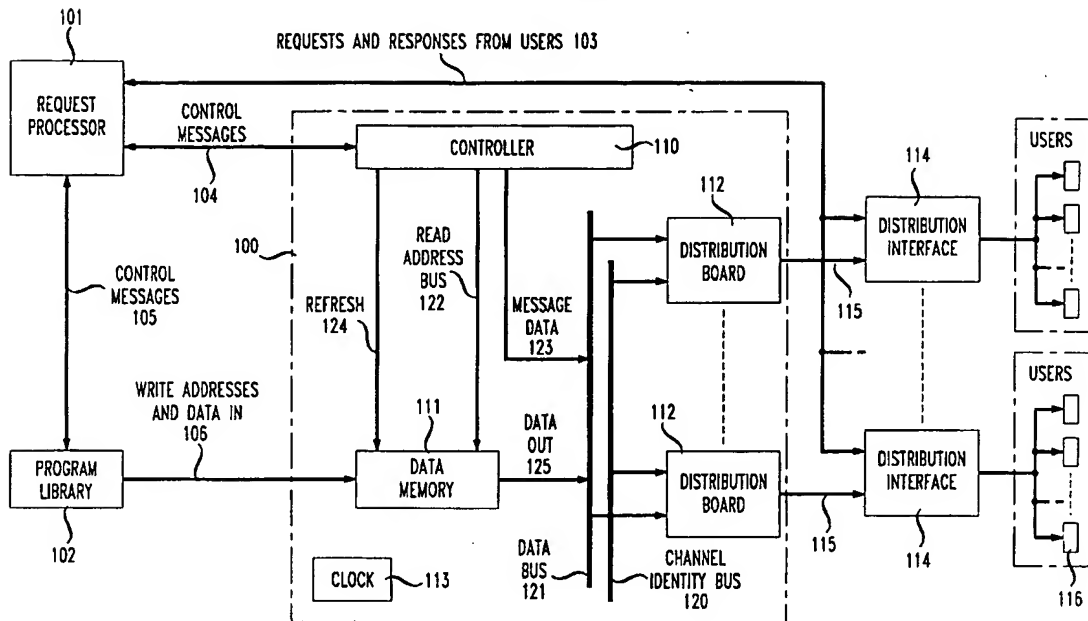 101
REQUESTS AND RESPONSES FROM USERS 103
REQUEST
PROCESSOR
CONTROL
MESSAGES
104
CONTROLLER
110
USERS
112
114
DISTRIBUTION
BOARD
DISTRIBUTION
INTERFACE
100
READ
ADDRESS
BUS
122
CONTROL
MESSAGES
105
REFRESH
124
MESSAGE
DATA
123
115
WRITE ADDRESSES
AND DATA IN
106
111
DATA
OUT
125
112
USERS
PROGRAM
LIBRARY
DATA
MEMORY
DISTRIBUTION
BOARD
DISTRIBUTION
INTERFACE
102
115
114
CLOCK
113
DATA
BUS
121
CHANNEL
IDENTITY BUS
120
116